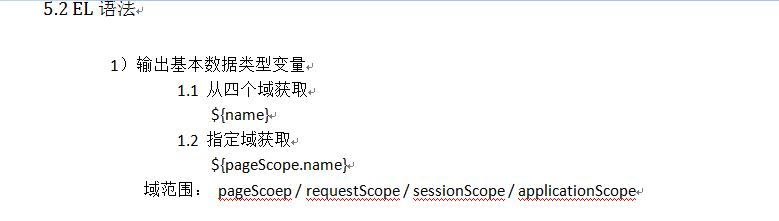 5.2 EL 语法
1）输出基本数据类型变量
1.1 从四个域获取
${name}
1.2 指定域获取
${pageScope.name}
域范围： pageScoep / requestScope / sessionScope / applicationScope